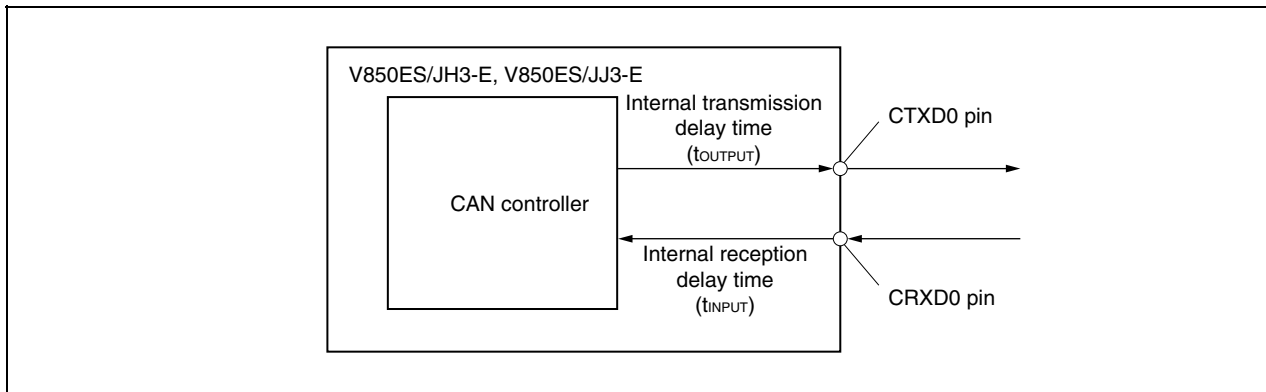 V850ES/JH3-E, V850ES/JJ3-E
Internal transmission
delay time
(tOUTPUT)
CTXD0 pin
CAN controller
Internal reception
delay time
(tINPUT)
CRXD0 pin